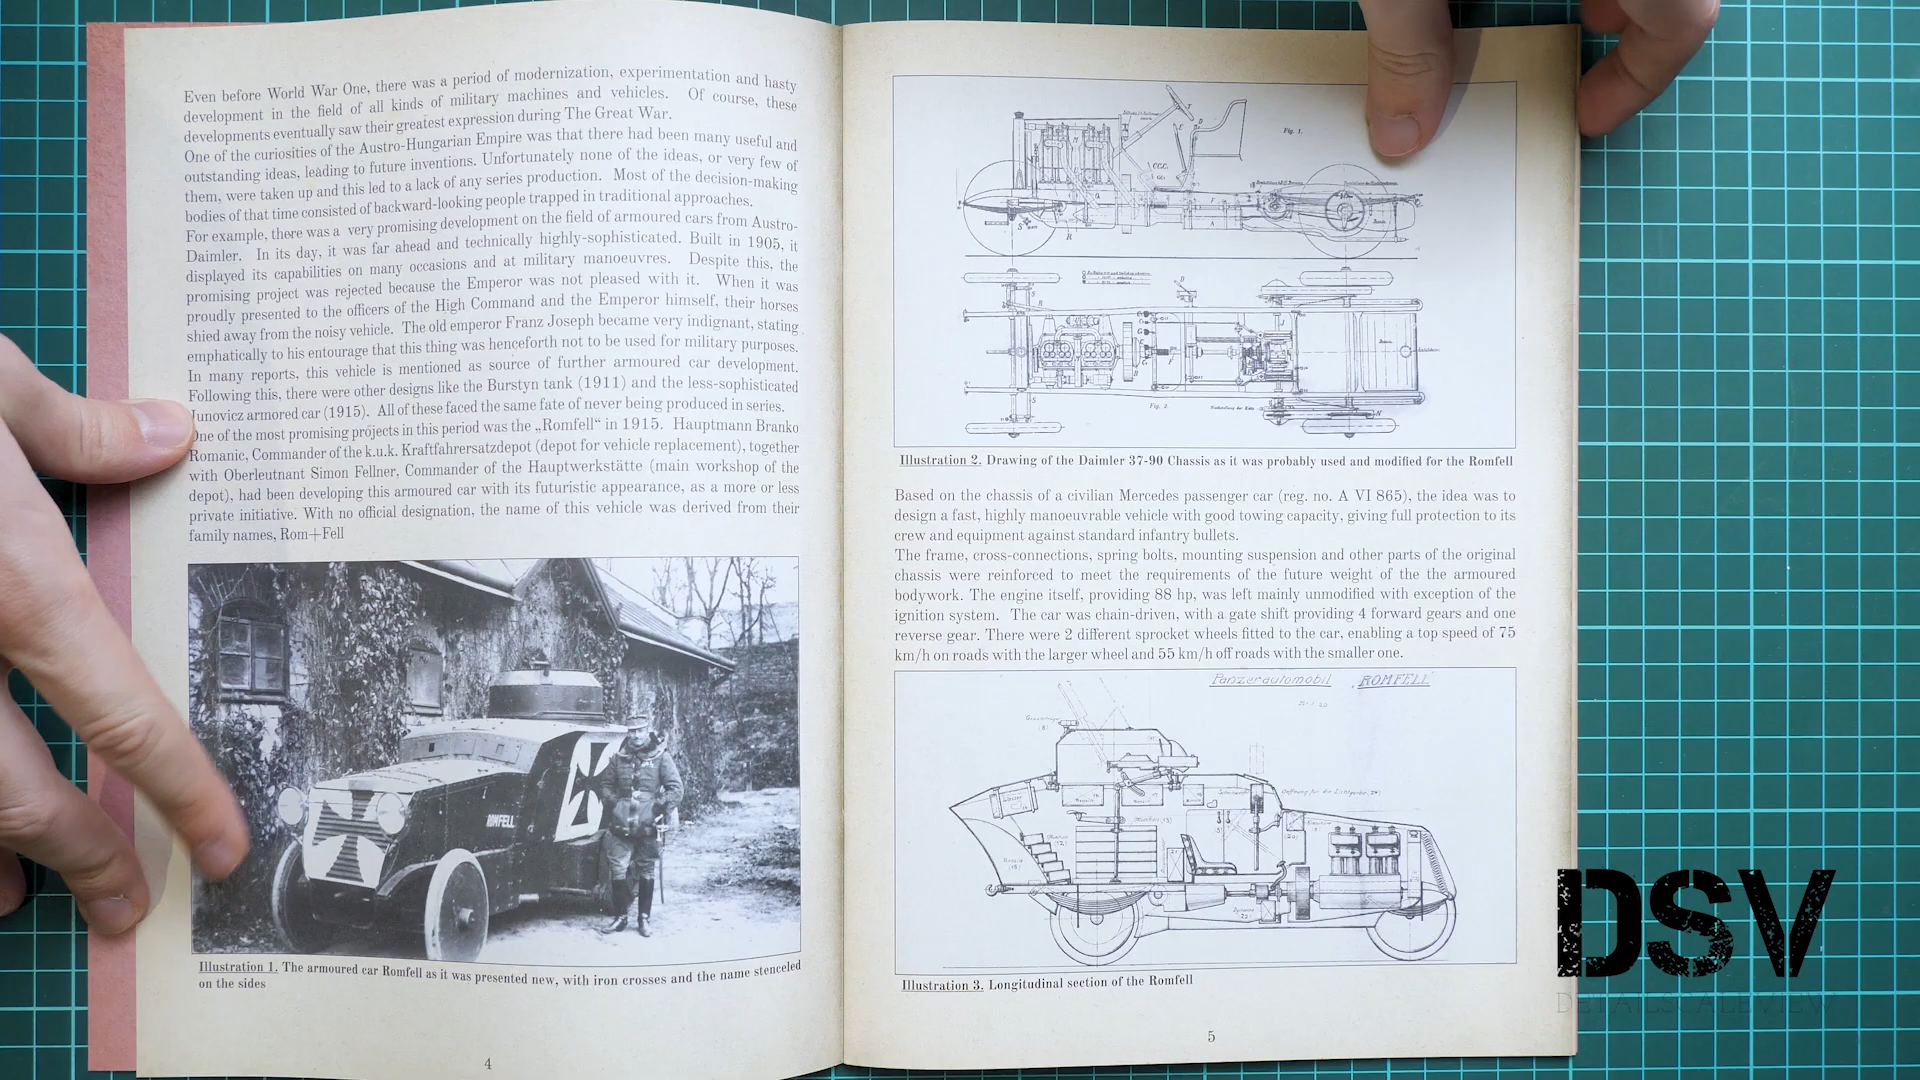 Even before World War One, there was a period of modernization, experimentation and hasty
development in the field of all kinds of military machines and vehicles. Of course, these
developments eventually saw their greatest expression during The Great War.
One of the curiosities of the Austro-Hungarian Empire was that there had been many useful and
outstanding ideas, leading to future inventions. Unfortunately none of the ideas, or very few of
them, were taken up and this led to a lack of any series production. Most of the decision-making
bodies of that time consisted of backward-looking people trapped in traditional approaches.
For example, there was a very promising development on the field of armoured cars from Austro-
Daimler. In its day, it was far ahead and technically highly-sophisticated. Built in 1905, it
displayed its capabilities on many occasions and at military manoeuvres. Despite this, the
promising project was rejected because the Emperor was not pleased with it. When it was
proudly presented to the officers of the High Command and the Emperor himself, their horses
shied away from the noisy vehicle. The old emperor Franz Joseph became very indignant, stating
emphatically to his entourage that this thing was henceforth not to be used for military purposes.
In many reports, this vehicle is mentioned as source of further armoured car development.
Following this, there were other designs like the Burstyn tank (1911) and the less-sophisticated
Junovicz armored car (1915). All of these faced the same fate of never being produced in series.
One of the most promising projects in this period was the „Romfell“ in 1915. Hauptmann Branko
Romanic, Commander of the k.u.k. Kraftfahrersatzdepot (depot for vehicle replacement), together
with Oberleutnant Simon Fellner, Commander of the Hauptwerkstätte (main workshop of the
depot), had been developing this armoured car with its futuristic appearance, as a more or less
private initiative. With no official designation, the name of this vehicle was derived from their
family names, Rom+Fell
ROMFELL
Illustration 1. The armoured car Romfell as it was presented new, with iron crosses and the name stenceled
on the sides
4
Fig. 1.
Fig. 2.
Illustration 2. Drawing of the Daimler 37-90 Chassis as it was probably used and modified for the Romfell
Based on the chassis of a civilian Mercedes passenger car (reg. no. A VI 865), the idea was to
design a fast, highly manoeuvrable vehicle with good towing capacity, giving full protection to its
crew and equipment against standard infantry bullets.
The frame, cross-connections, spring bolts, mounting suspension and other parts of the original
chassis were reinforced to meet the requirements of the future weight of the the armoured
bodywork. The engine itself, providing 88 hp, was left mainly unmodified with exception of the
ignition system. The car was chain-driven, with a gate shift providing 4 forward gears and one
reverse gear. There were 2 different sprocket wheels fitted to the car, enabling a top speed of 75
km/h on roads with the larger wheel and 55 km/h off roads with the smaller one.
Panzerautomobil „ROMFELL“
Illustration 3. Longitudinal section of the Romfell
5
DSV
DETAILSCALEVIEW